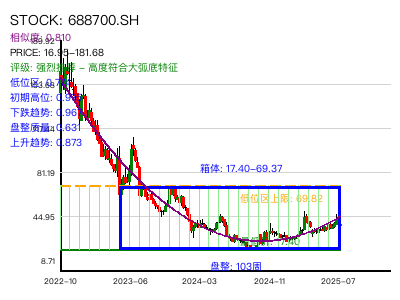 STOCK: 688700.SH
相似度: 0.810
PRICE: 16.95-181.68
评级: 强烈推荐 - 高度符合大弧底特征
低位区: 0.7
初期高位: 0.9
下跌趋势: 0.96
盘整质量: 0.63
上升趋势: 0.873
81.19
44.95
8.71
箱体: 17.40-69.37
低位区上限: 69.82
17.40
盘整: 103周
2022-10
2023-06
2024-03
2024-11
2025-07